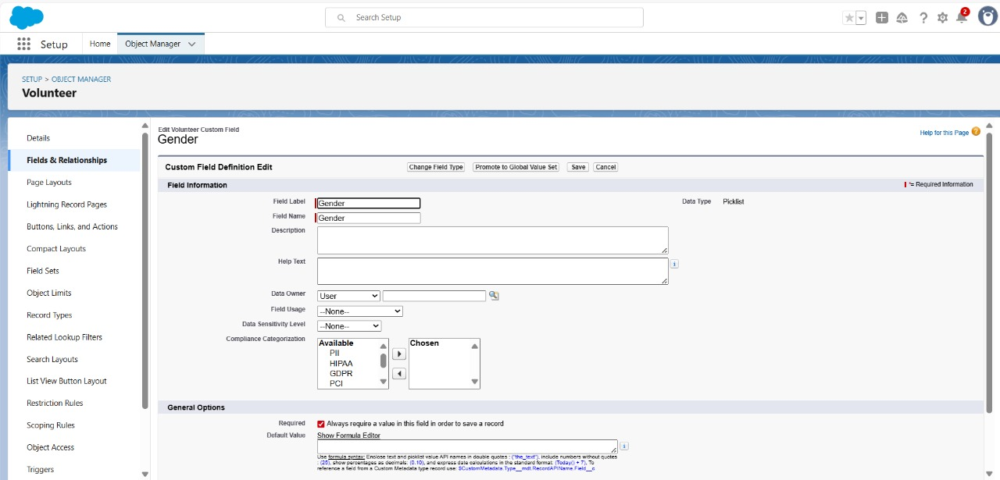 Search Setup
2
Setup
Home
Object Manager
SETUP > OBJECT MANAGER
Volunteer
Details
Fields & Relationships
Page Layouts
Lightning Record Pages
Buttons, Links, and Actions
Compact Layouts
Field Sets
Object Limits
Record Types
Related Lookup Filters
Search Layouts
List View Button Layout
Restriction Rules
Scoping Rules
Object Access
Triggers
Edit Volunteer Custom Field
Gender
Help for this Page ?
Custom Field Definition Edit
Change Field Type
Promote to Global Value Set
Save
Cancel
Field Information
= Required Information
Field Label Gender
Data Type Picklist
Field Name Gender
Description
Help Text
i
Data Owner User
Field Usage --None--
Data Sensitivity Level --None--
Compliance Categorization
Available
PII
HIPAA
GDPR
PCI
Chosen
General Options
Required Always require a value in this field in order to save a record
Default Value Show Formula Editor
i
Use formula syntax: Enclose text and picklist value API names in double quotes : ("the_text"), include numbers without quotes
: (25), show percentages as decimals: (0.10), and express date calculations in the standard format: (Today() + 7). To
reference a field from a Custom Metadata type record use: $CustomMetadata.Type__mdt.RecordAPIName.Field__c